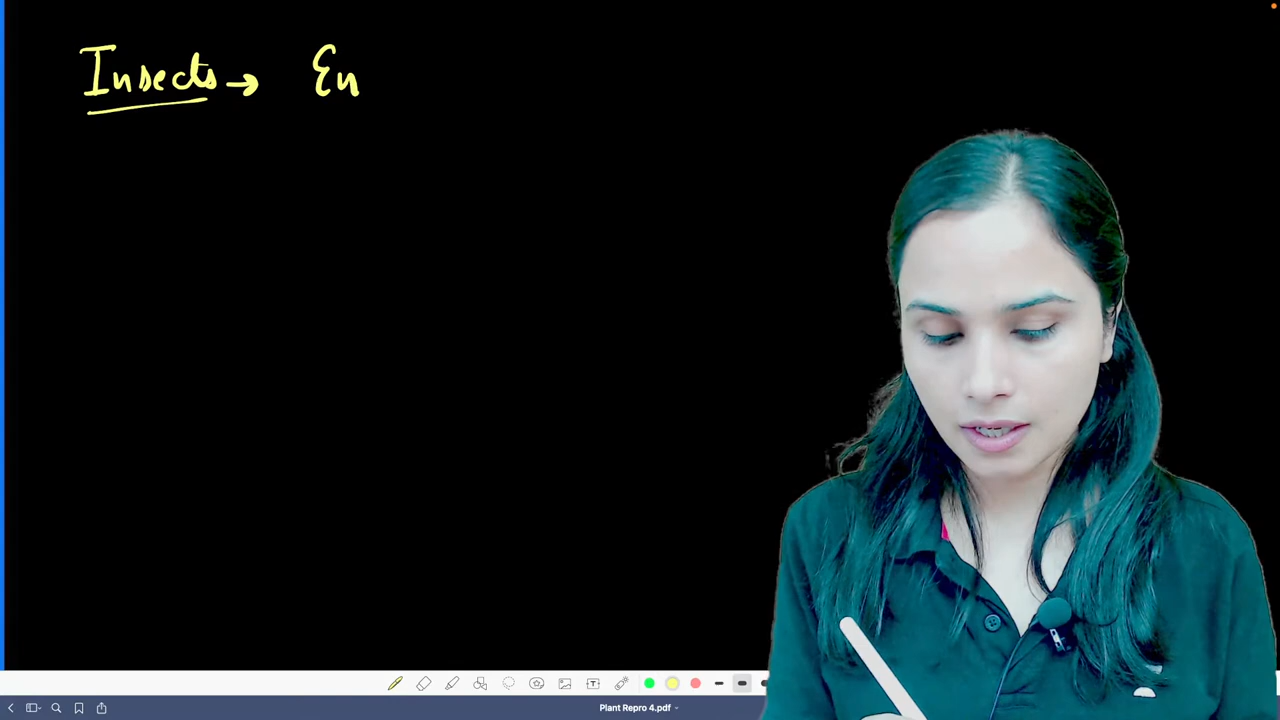 Insects → En
Plant Repro 4.pdf